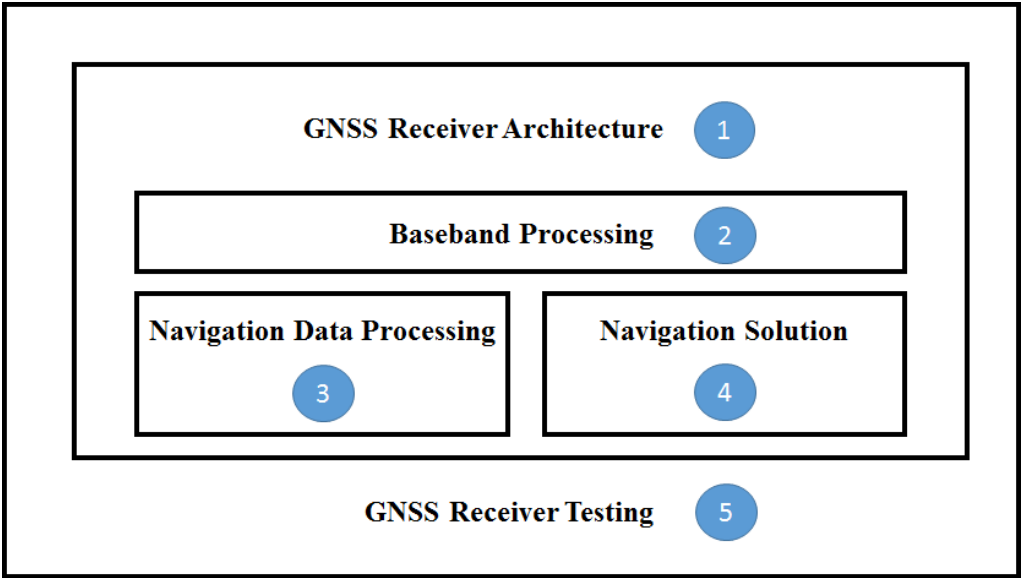 GNSS Receiver Architecture 1
Baseband Processing 2
Navigation Data Processing
3
Navigation Solution
4
GNSS Receiver Testing 5